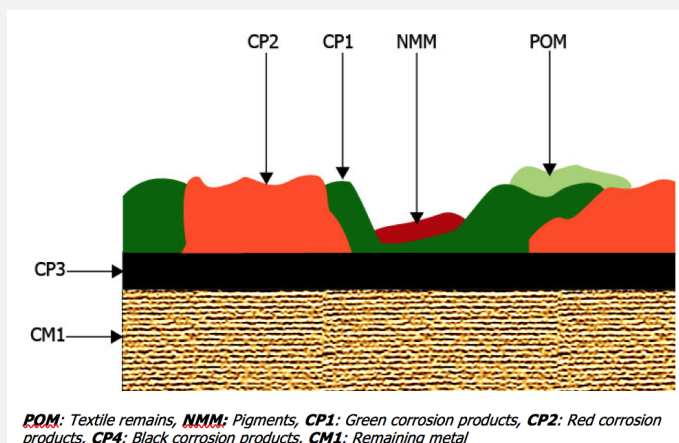 CP2 CP1 NMM POM
CP3
CM1
POM: Textile remains, NMM: Pigments, CP1: Green corrosion products, CP2: Red corrosion
products, CP4: Black corrosion products, CM1: Remaining metal